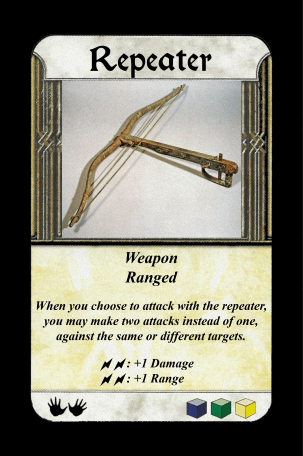 Repeater
Weapon
Ranged
When you choose to attack with the repeater,
you may make two attacks instead of one,
against the same or different targets.
: +1 Damage
: +1 Range